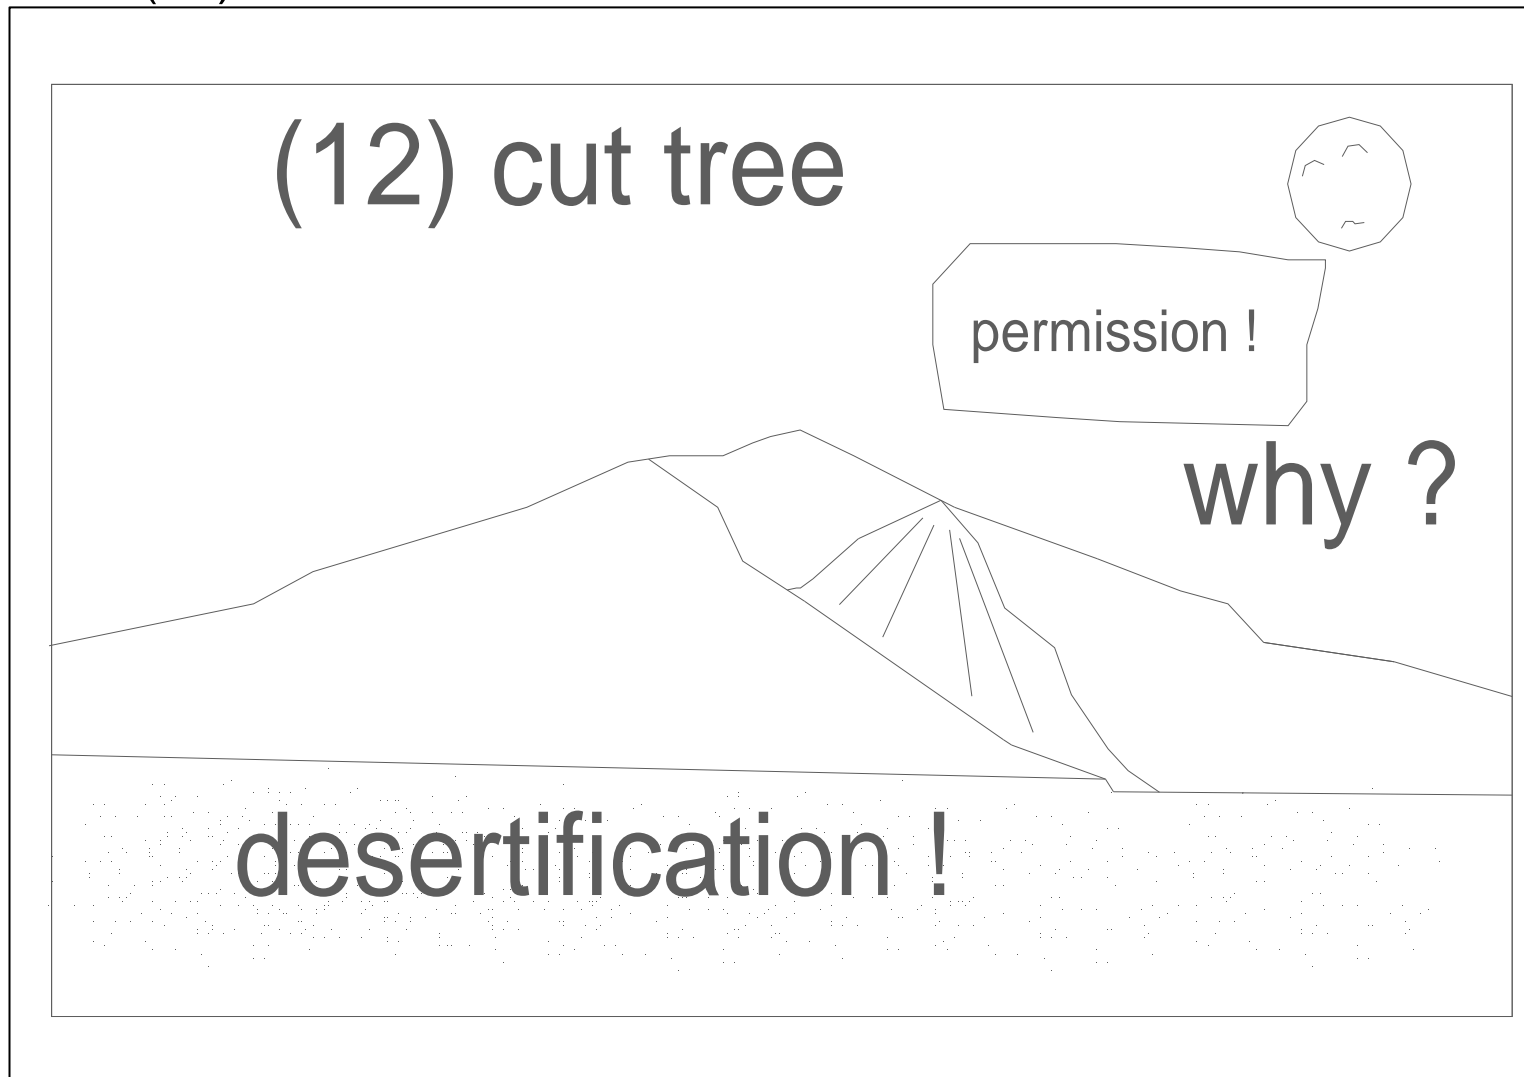 (12) cut tree
permission !
why ?
desertification !